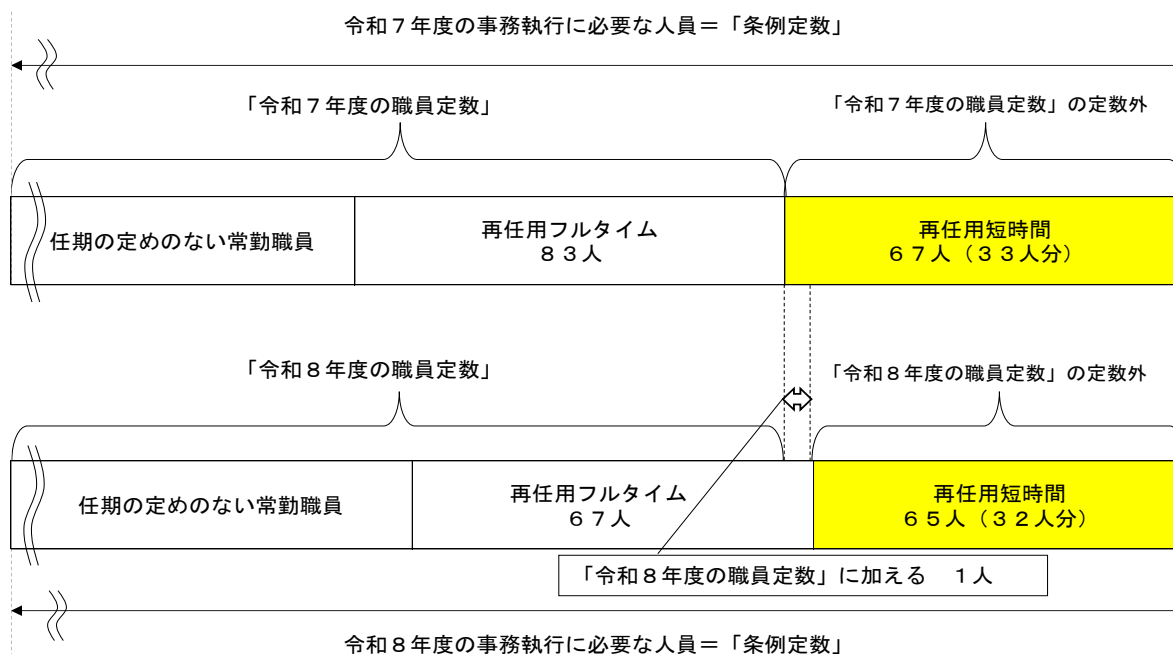 令和７年度の事務執行に必要な人員＝「条例定数」
「令和７年度の職員定数」
「令和７年度の職員定数」の定数外
任期の定めのない常勤職員
再任用フルタイム
８３人
再任用短時間
６７人（３３人分）
「令和８年度の職員定数」
「令和８年度の職員定数」の定数外
任期の定めのない常勤職員
再任用フルタイム
６７人
再任用短時間
６５人（３２人分）
「令和８年度の職員定数」に加える　１人
令和８年度の事務執行に必要な人員＝「条例定数」